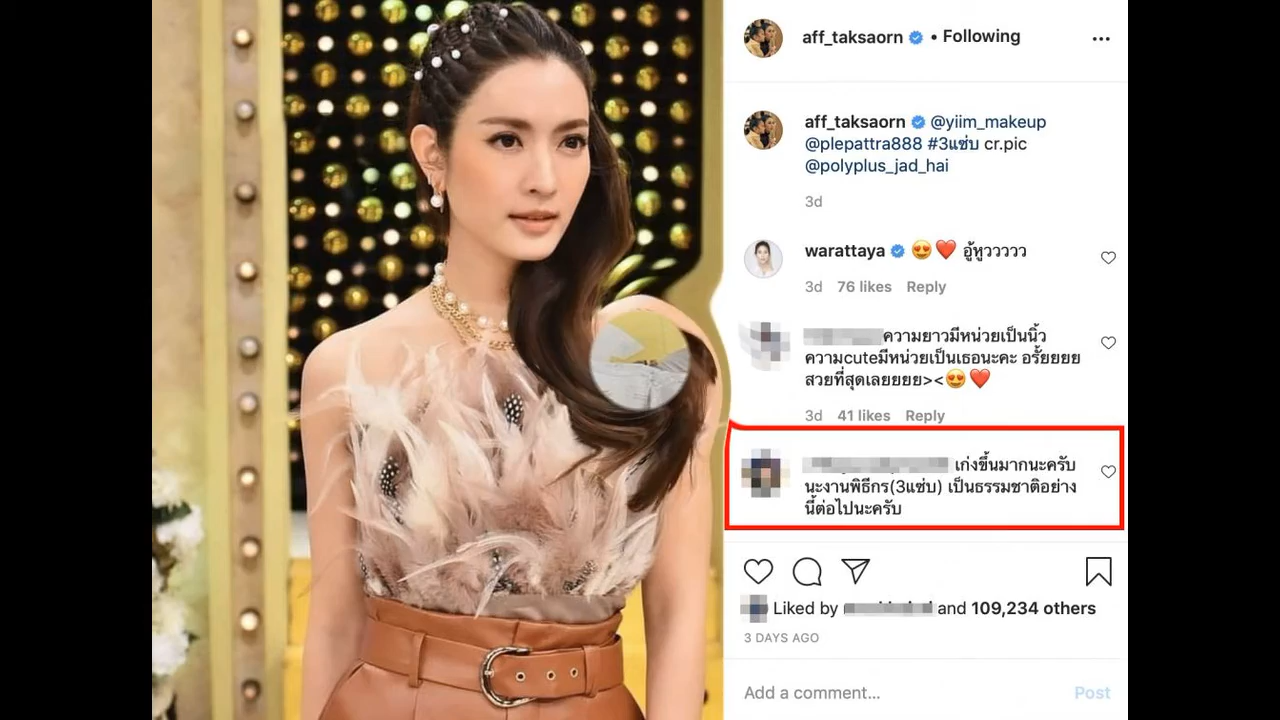 aff_taksaorn • Following
aff_taksaorn @yiim_makeup
@plepattra888 #3แซ่บ cr.pic
@polyplus_jad_hai
3d
warattaya 😍❤️ อู้หูววววว
3d 76 likes Reply
ความยาวมีหน่วยเป็นนิ้ว
ความcuteมีหน่วยเป็นเธอนะคะ อรั้ยยยย
สวยที่สุดเลยยยย><😍❤️
3d 41 likes Reply
เก่งขึ้นมากนะครับ
นะงานพิธีกร(3แซ่บ) เป็นธรรมชาติอย่าง
นี้ต่อไปนะครับ
Liked by and 109,234 others
3 DAYS AGO
Add a comment... Post